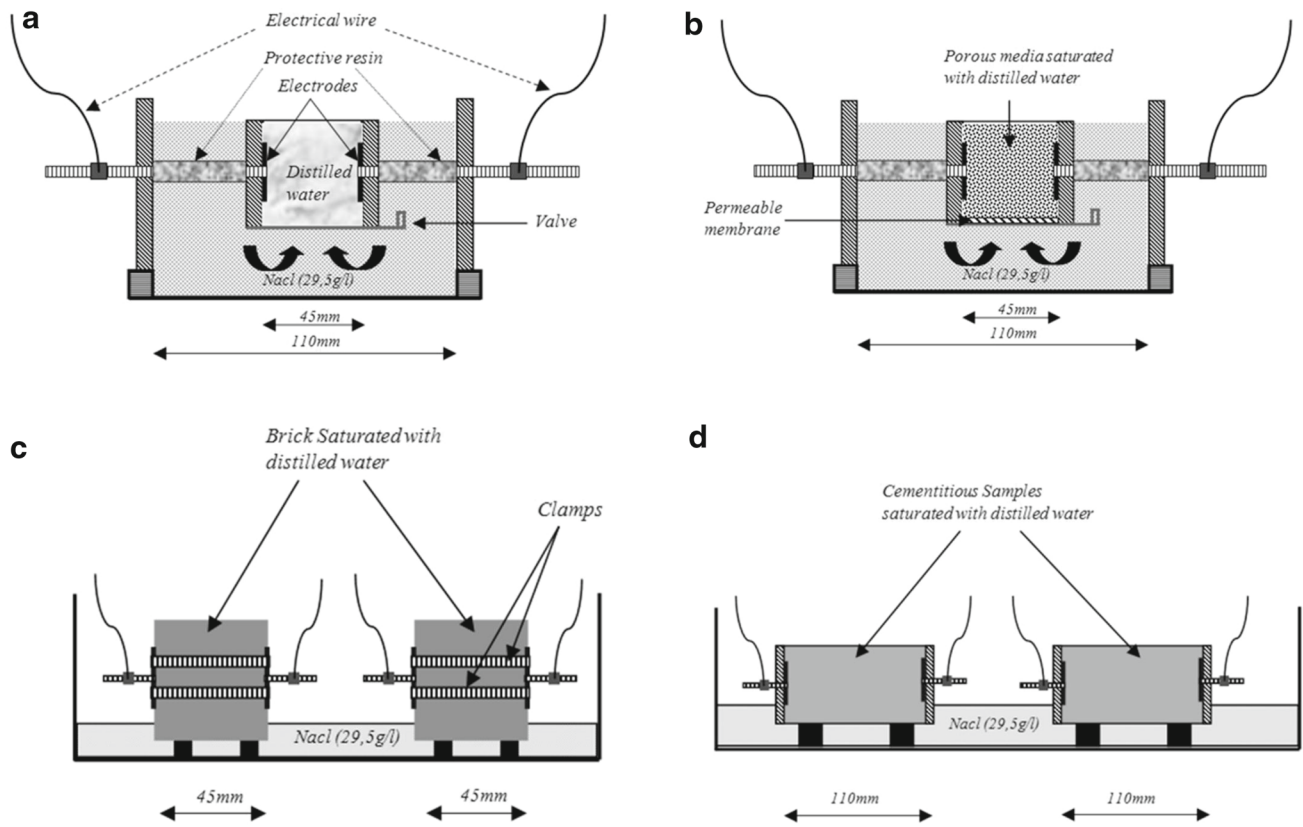 a
Electrical wire
Protective resin
Electrodes
Distilled
water
Valve
Nacl (29,5g/l)
45mm
110mm
b
Porous media saturated
with distilled water
Permeable
membrane
Nacl (29,5g/l)
45mm
110mm
c
Brick Saturated with
distilled water
Clamps
Nacl (29,5g/l)
45mm
45mm
d
Cementitious Samples
saturated with distilled water
Nacl (29,5g/l)
110mm
110mm